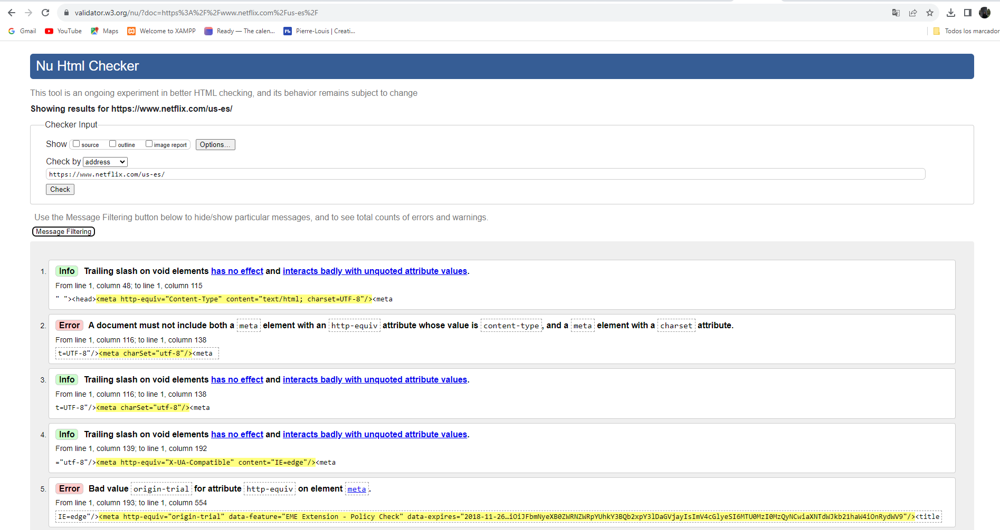 validator.w3.org/nu/?doc=https%3A%2F%2Fwww.netflix.com%2Fus-es%2F
Gmail YouTube Maps Welcome to XAMPP Ready — The calen... Pierre-Louis | Creati... Todos los marcador
Nu Html Checker
This tool is an ongoing experiment in better HTML checking, and its behavior remains subject to change
Showing results for https://www.netflix.com/us-es/
Checker Input
Show source outline image report Options...
Check by address
https://www.netflix.com/us-es/
Check
Use the Message Filtering button below to hide/show particular messages, and to see total counts of errors and warnings.
Message Filtering
1. Info Trailing slash on void elements has no effect and interacts badly with unquoted attribute values.
From line 1, column 48; to line 1, column 115
" "><head><meta http-equiv="Content-Type" content="text/html; charset=UTF-8"/><meta
2. Error A document must not include both a meta element with an http-equiv attribute whose value is content-type, and a meta element with a charset attribute.
From line 1, column 116; to line 1, column 138
t=UTF-8"/><meta charSet="utf-8"/><meta
3. Info Trailing slash on void elements has no effect and interacts badly with unquoted attribute values.
From line 1, column 116; to line 1, column 138
t=UTF-8"/><meta charSet="utf-8"/><meta
4. Info Trailing slash on void elements has no effect and interacts badly with unquoted attribute values.
From line 1, column 139; to line 1, column 192
="utf-8"/><meta http-equiv="X-UA-Compatible" content="IE=edge"/><meta
5. Error Bad value origin-trial for attribute http-equiv on element meta.
From line 1, column 193; to line 1, column 554
IE=edge"/><meta http-equiv="origin-trial" data-feature="EME Extension - Policy Check" data-expires="2018-11-26…iOiJFbmNyeXB0ZWRNZWRpYUhkY3BQb2xpY3lDaGVjayIsImV4cGlyeSI6MTU0MzI0MzQyNCwiaXNTdWJkb21haW4iOnRydWV9"/><title